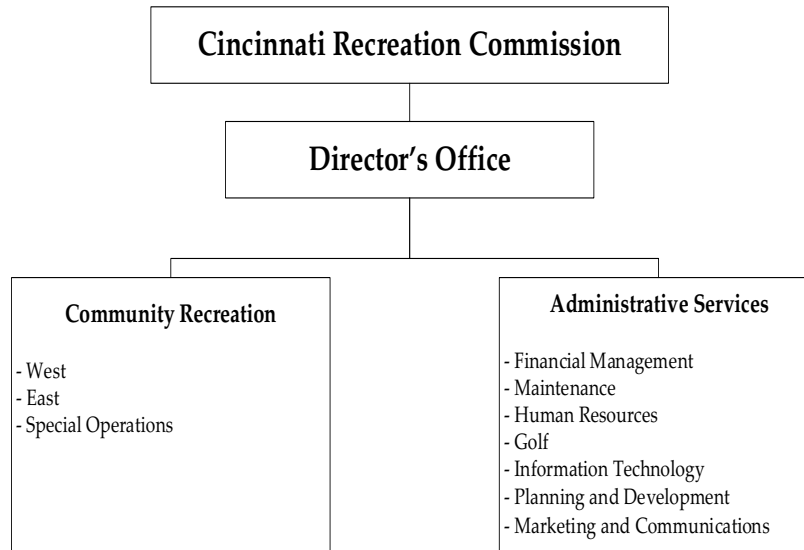 Cincinnati Recreation Commission
Director's Office
Community Recreation
- West
- East
- Special Operations
Administrative Services
- Financial Management
- Maintenance
- Human Resources
- Golf
- Information Technology
- Planning and Development
- Marketing and Communications